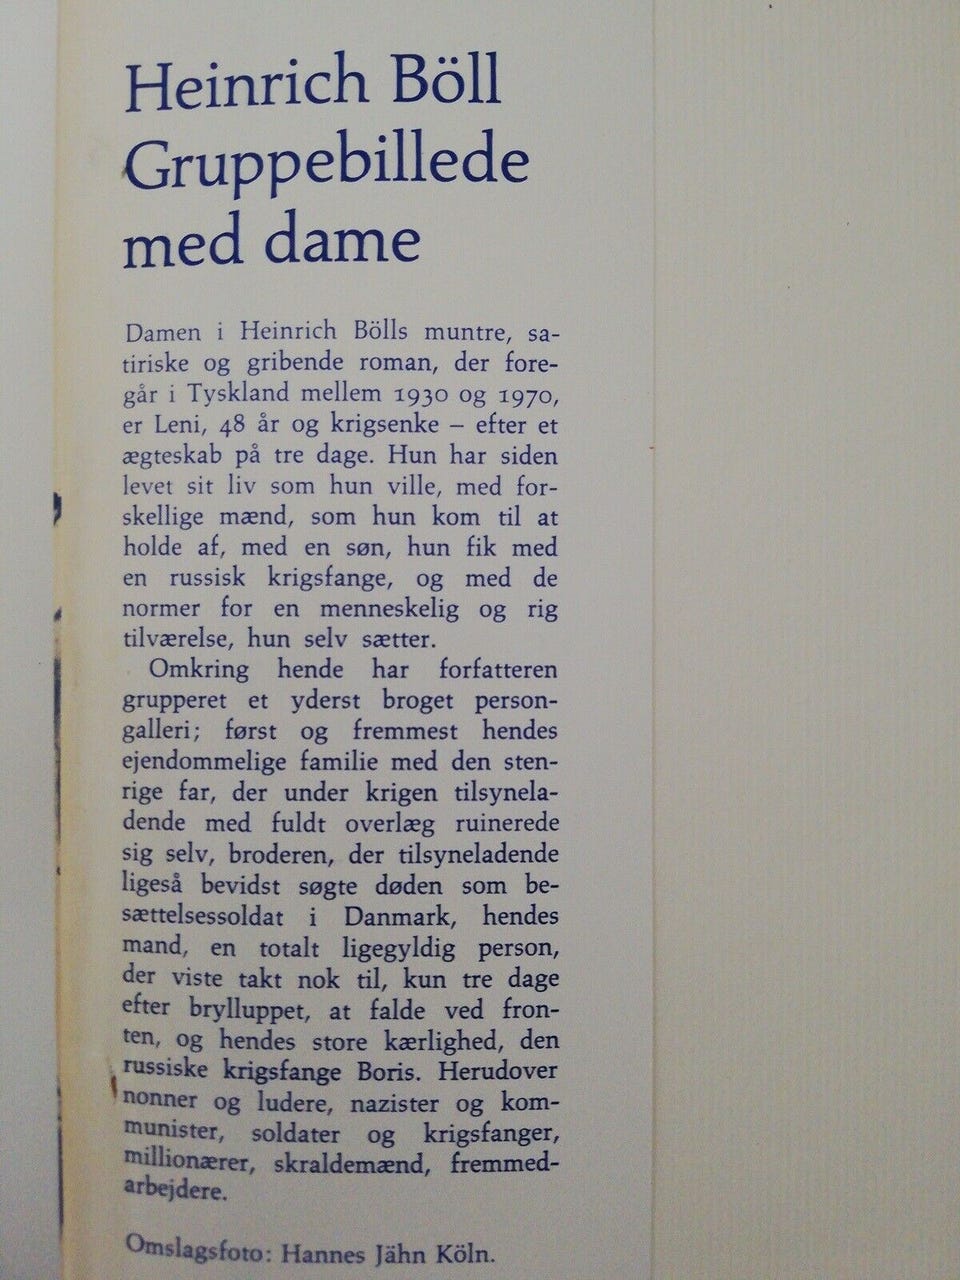 Heinrich Böll
Gruppebillede
med dame
Damen i Heinrich Bölls muntre, sa-
tiriske og gribende roman, der fore-
går i Tyskland mellem 1930 og 1970,
er Leni, 48 år og krigsenke – efter et
ægteskab på tre dage. Hun har siden
levet sit liv som hun ville, med for-
skellige mænd, som hun kom til at
holde af, med en søn, hun fik med
en russisk krigsfange, og med de
normer for en menneskelig og rig
tilværelse, hun selv sætter.
Omkring hende har forfatteren
grupperet et yderst broget person-
galleri; først og fremmest hendes
ejendommelige familie med den sten-
rige far, der under krigen tilsynela-
dende med fuldt overlæg ruinerede
sig selv, broderen, der tilsyneladende
ligeså bevidst søgte døden som be-
sættelsessoldat i Danmark, hendes
mand, en totalt ligegyldig person,
der viste takt nok til, kun tre dage
efter brylluppet, at falde ved fron-
ten, og hendes store kærlighed, den
russiske krigsfange Boris. Herudover
nonner og ludere, nazister og kom-
munister, soldater og krigsfanger,
millionærer, skraldemænd, fremmed-
arbejdere.
Omslagsfoto: Hannes Jähn Köln.